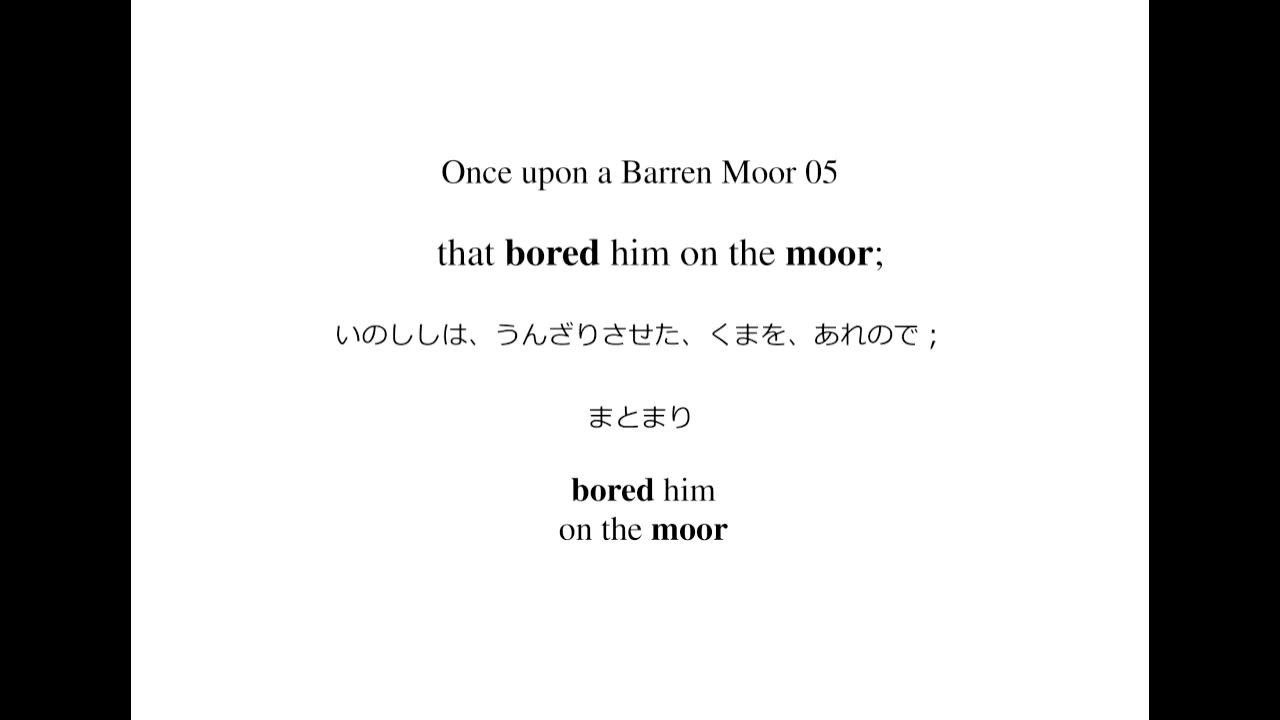 Once upon a Barren Moor 05
that bored him on the moor;
いのししは、うんざりさせた、くまを、あれので；
まとまり
bored him
on the moor